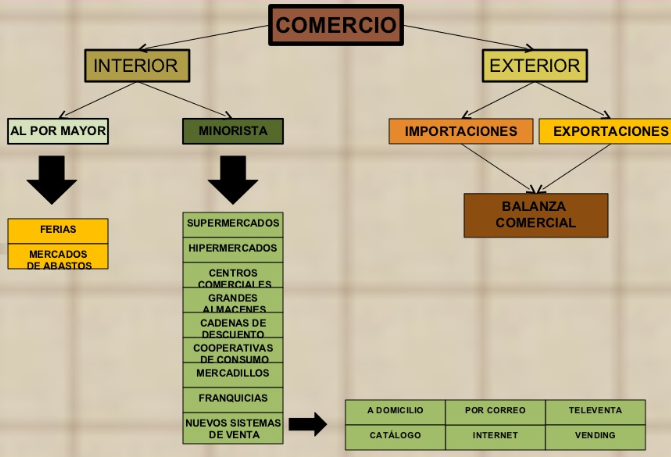 COMERCIO
INTERIOR
EXTERIOR
AL POR MAYOR
MINORISTA
IMPORTACIONES
EXPORTACIONES
BALANZA
COMERCIAL
FERIAS
MERCADOS
DE ABASTOS
SUPERMERCADOS
HIPERMERCADOS
CENTROS
COMERCIALES
GRANDES
ALMACENES
CADENAS DE
DESCUENTO
COOPERATIVAS
DE CONSUMO
MERCADILLOS
FRANQUICIAS
NUEVOS SISTEMAS
DE VENTA
A DOMICILIO
POR CORREO
TELEVENTA
CATÁLOGO
INTERNET
VENDING